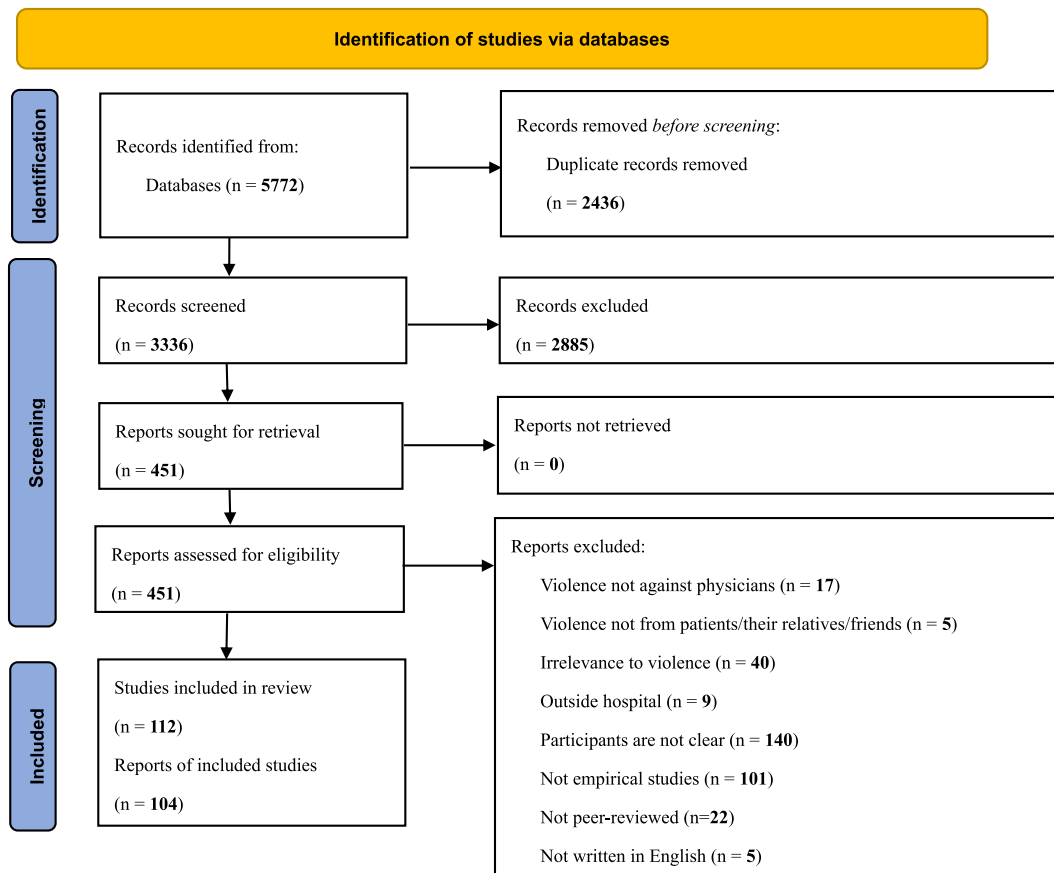 Identification of studies via databases
Identification
Records identified from:
Databases (n = 5772)
Records removed before screening:
Duplicate records removed
(n = 2436)
Screening
Records screened
(n = 3336)
Records excluded
(n = 2885)
Reports sought for retrieval
(n = 451)
Reports not retrieved
(n = 0)
Reports assessed for eligibility
(n = 451)
Reports excluded:
Violence not against physicians (n = 17)
Violence not from patients/their relatives/friends (n = 5)
Irrelevance to violence (n = 40)
Outside hospital (n = 9)
Participants are not clear (n = 140)
Not empirical studies (n = 101)
Not peer-reviewed (n=22)
Not written in English (n = 5)
Included
Studies included in review
(n = 112)
Reports of included studies
(n = 104)